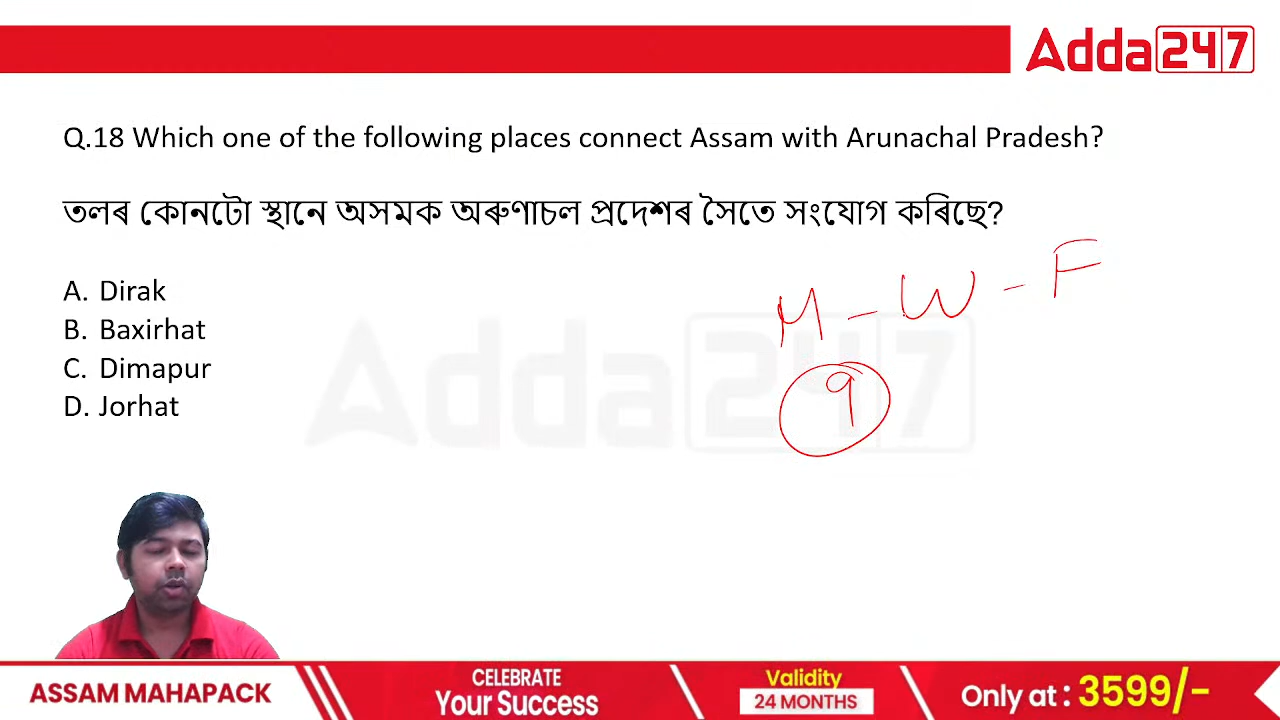 Adda247
Q.18 Which one of the following places connect Assam with Arunachal Pradesh?
তলৰ কোনটো স্থানে অসমক অৰুণাচল প্ৰদেশৰ সৈতে সংযোগ কৰিছে?
A. Dirak
B. Baxirhat
C. Dimapur
D. Jorhat
M - W - F
9
Adda247
ASSAM MAHAPACK
CELEBRATE
Your Success
Validity
24 MONTHS
Only at : 3599/-